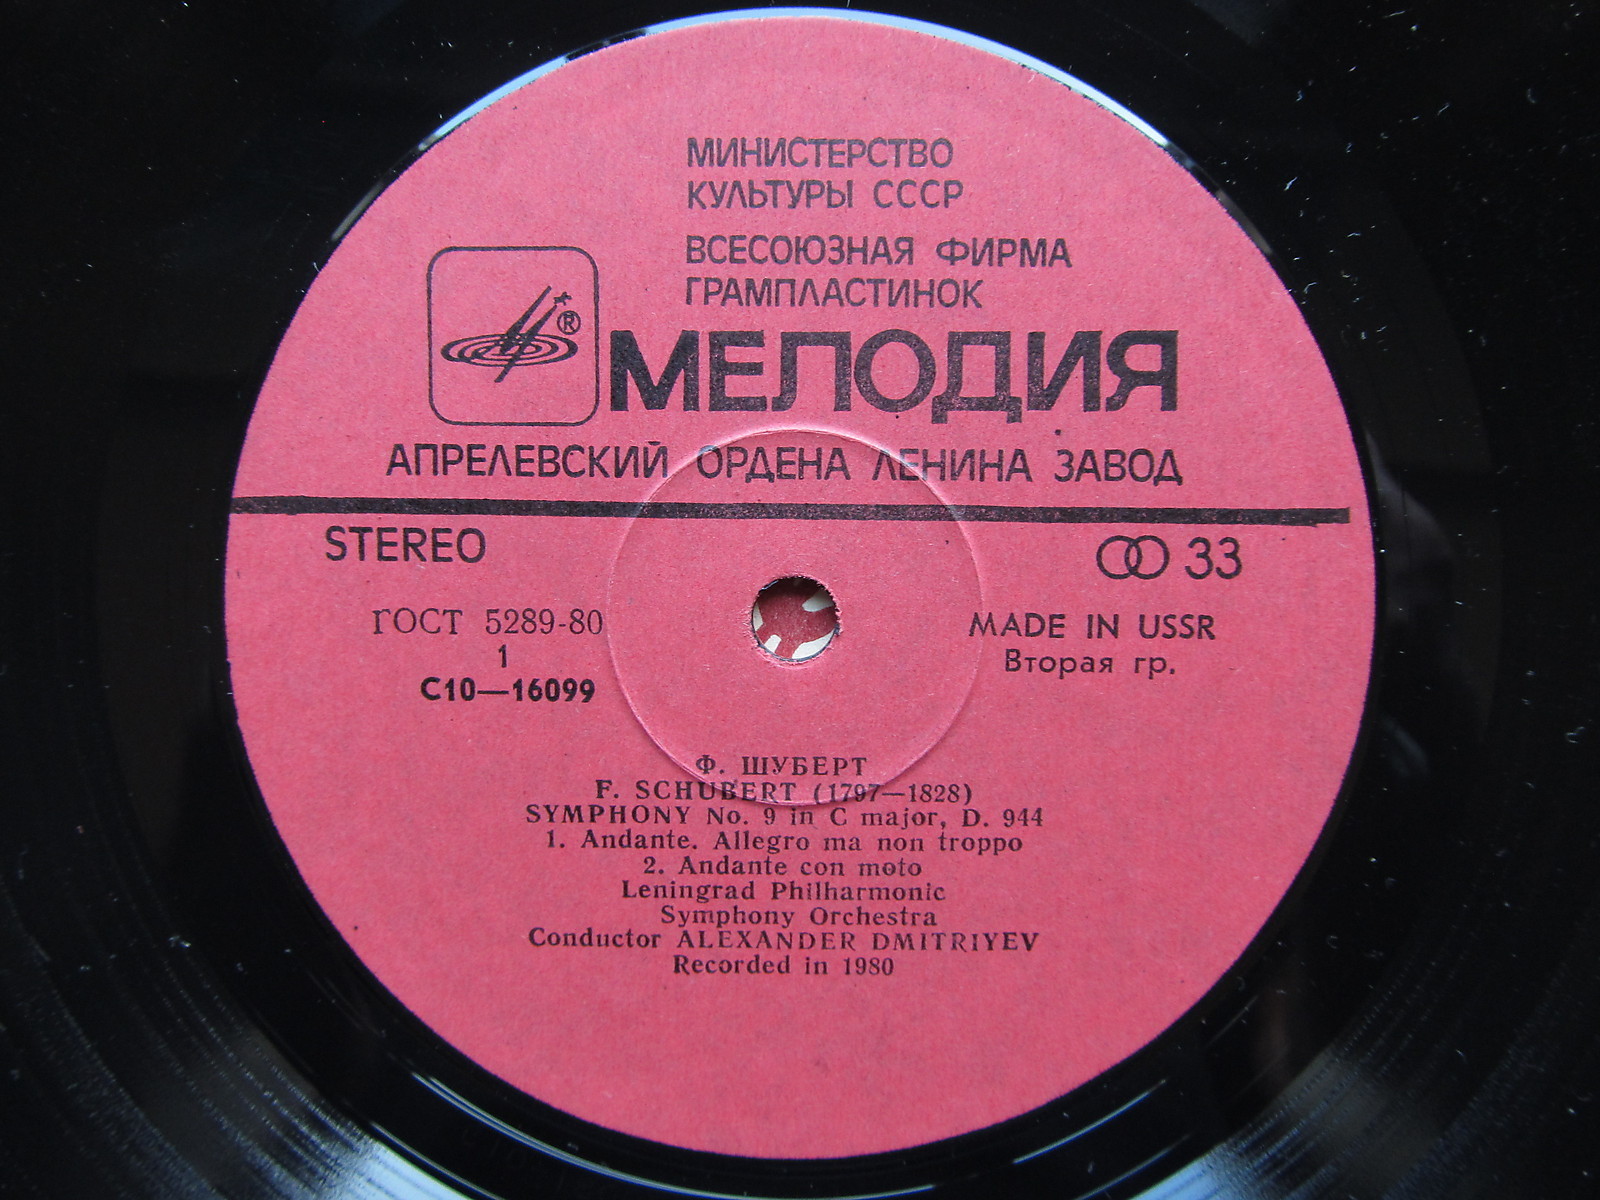 МИНИСТЕРСТВО
КУЛЬТУРЫ СССР
ВСЕСОЮЗНАЯ ФИРМА
ГРАМПЛАСТИНОК
®
МЕЛОДИЯ
АПРЕЛЕВСКИЙ ОРДЕНА ЛЕНИНА ЗАВОД
STEREO
33
ГОСТ 5289-80
MADE IN USSR
1
Вторая гр.
С10—16099
Ф. ШУБЕРТ
F. SCHUBERT (1797—1828)
SYMPHONY No. 9 in C major, D. 944
1. Andante. Allegro ma non troppo
2. Andante con moto
Leningrad Philharmonic
Symphony Orchestra
Conductor ALEXANDER DMITRIYEV
Recorded in 1980